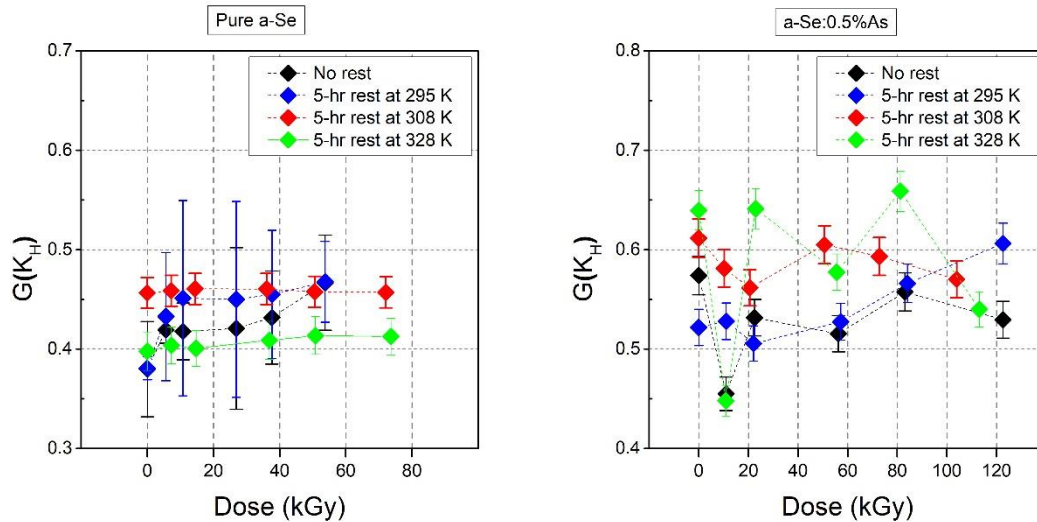 Pure a-Se
0.7
0.6
0.5
0.4
0.3
G(K_H)
No rest
5-hr rest at 295 K
5-hr rest at 308 K
5-hr rest at 328 K
0 20 40 60 80
Dose (kGy)
a-Se:0.5%As
0.8
0.7
0.6
0.5
0.4
G(K_H)
No rest
5-hr rest at 295 K
5-hr rest at 308 K
5-hr rest at 328 K
0 20 40 60 80 100 120
Dose (kGy)